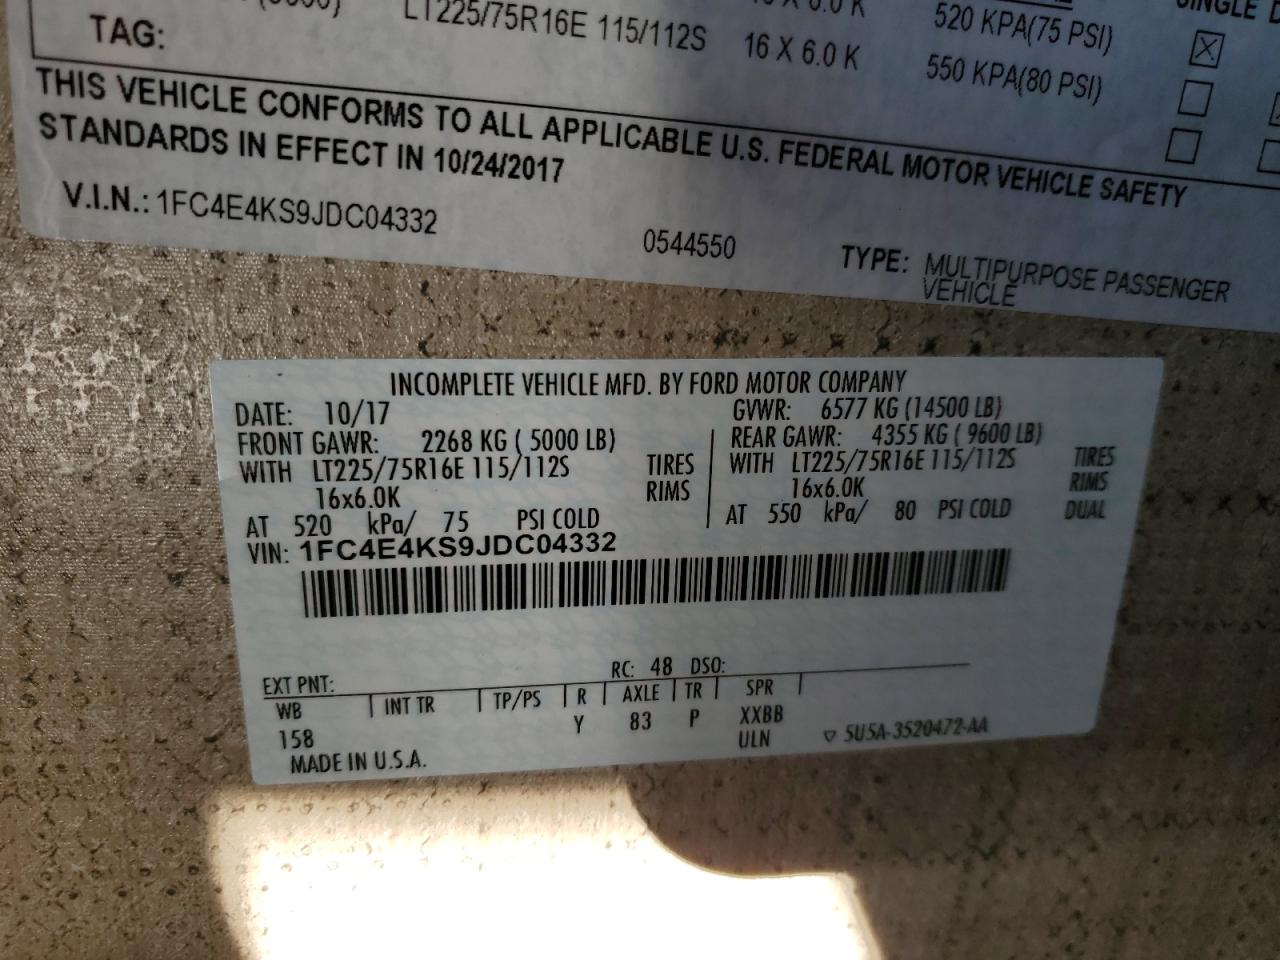 LT225/75R16E 115/112S
520 KPA(75 PSI)
TAG:
16 X 6.0 K
550 KPA(80 PSI)
THIS VEHICLE CONFORMS TO ALL APPLICABLE U.S. FEDERAL MOTOR VEHICLE SAFETY
STANDARDS IN EFFECT IN 10/24/2017
V.I.N.: 1FC4E4KS9JDC04332
0544550
TYPE: MULTIPURPOSE PASSENGER
VEHICLE
INCOMPLETE VEHICLE MFD. BY FORD MOTOR COMPANY
DATE: 10/17 GVWR: 6577 KG (14500 LB)
FRONT GAWR: 2268 KG ( 5000 LB) REAR GAWR: 4355 KG ( 9600 LB)
WITH LT225/75R16E 115/112S TIRES WITH LT225/75R16E 115/112S TIRES
16x6.0K RIMS 16x6.0K RIMS
AT 520 kPa/ 75 PSI COLD AT 550 kPa/ 80 PSI COLD DUAL
VIN: 1FC4E4KS9JDC04332
EXT PNT: RC: 48 DSO:
WB INT TR TP/PS R AXLE TR SPR
158 Y 83 P XXBB
ULN ▽ 5U5A-3520472-AA
MADE IN U.S.A.